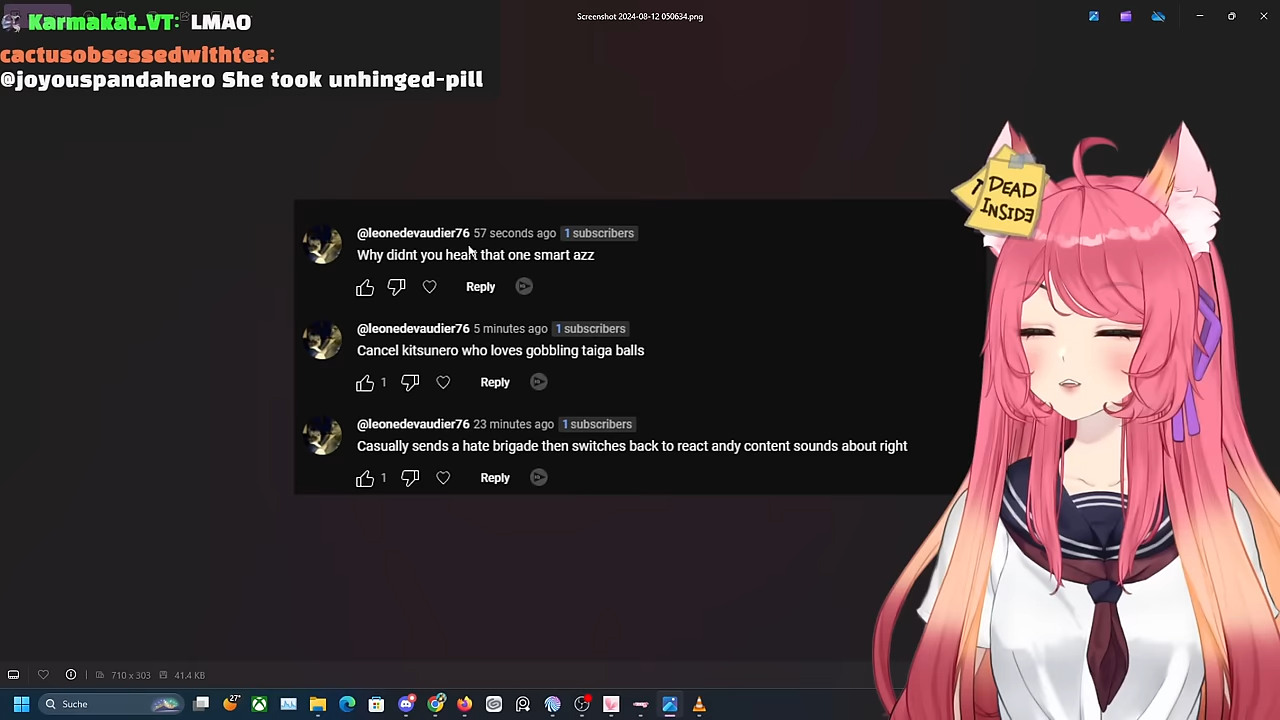 Karmakat_VT: LMAO
cactusobsessedwithtea:
@joyouspandahero She took unhinged-pill
Screenshot 2024-08-12 050634.png
DEAD
INSIDE
@leonedevaudier76 57 seconds ago 1 subscribers
Why didnt you heart that one smart azz
Reply
@leonedevaudier76 5 minutes ago 1 subscribers
Cancel kitsunero who loves gobbling taiga balls
1 Reply
@leonedevaudier76 23 minutes ago 1 subscribers
Casually sends a hate brigade then switches back to react andy content sounds about right
1 Reply
710 x 303 41.4 KB
Suche
27°